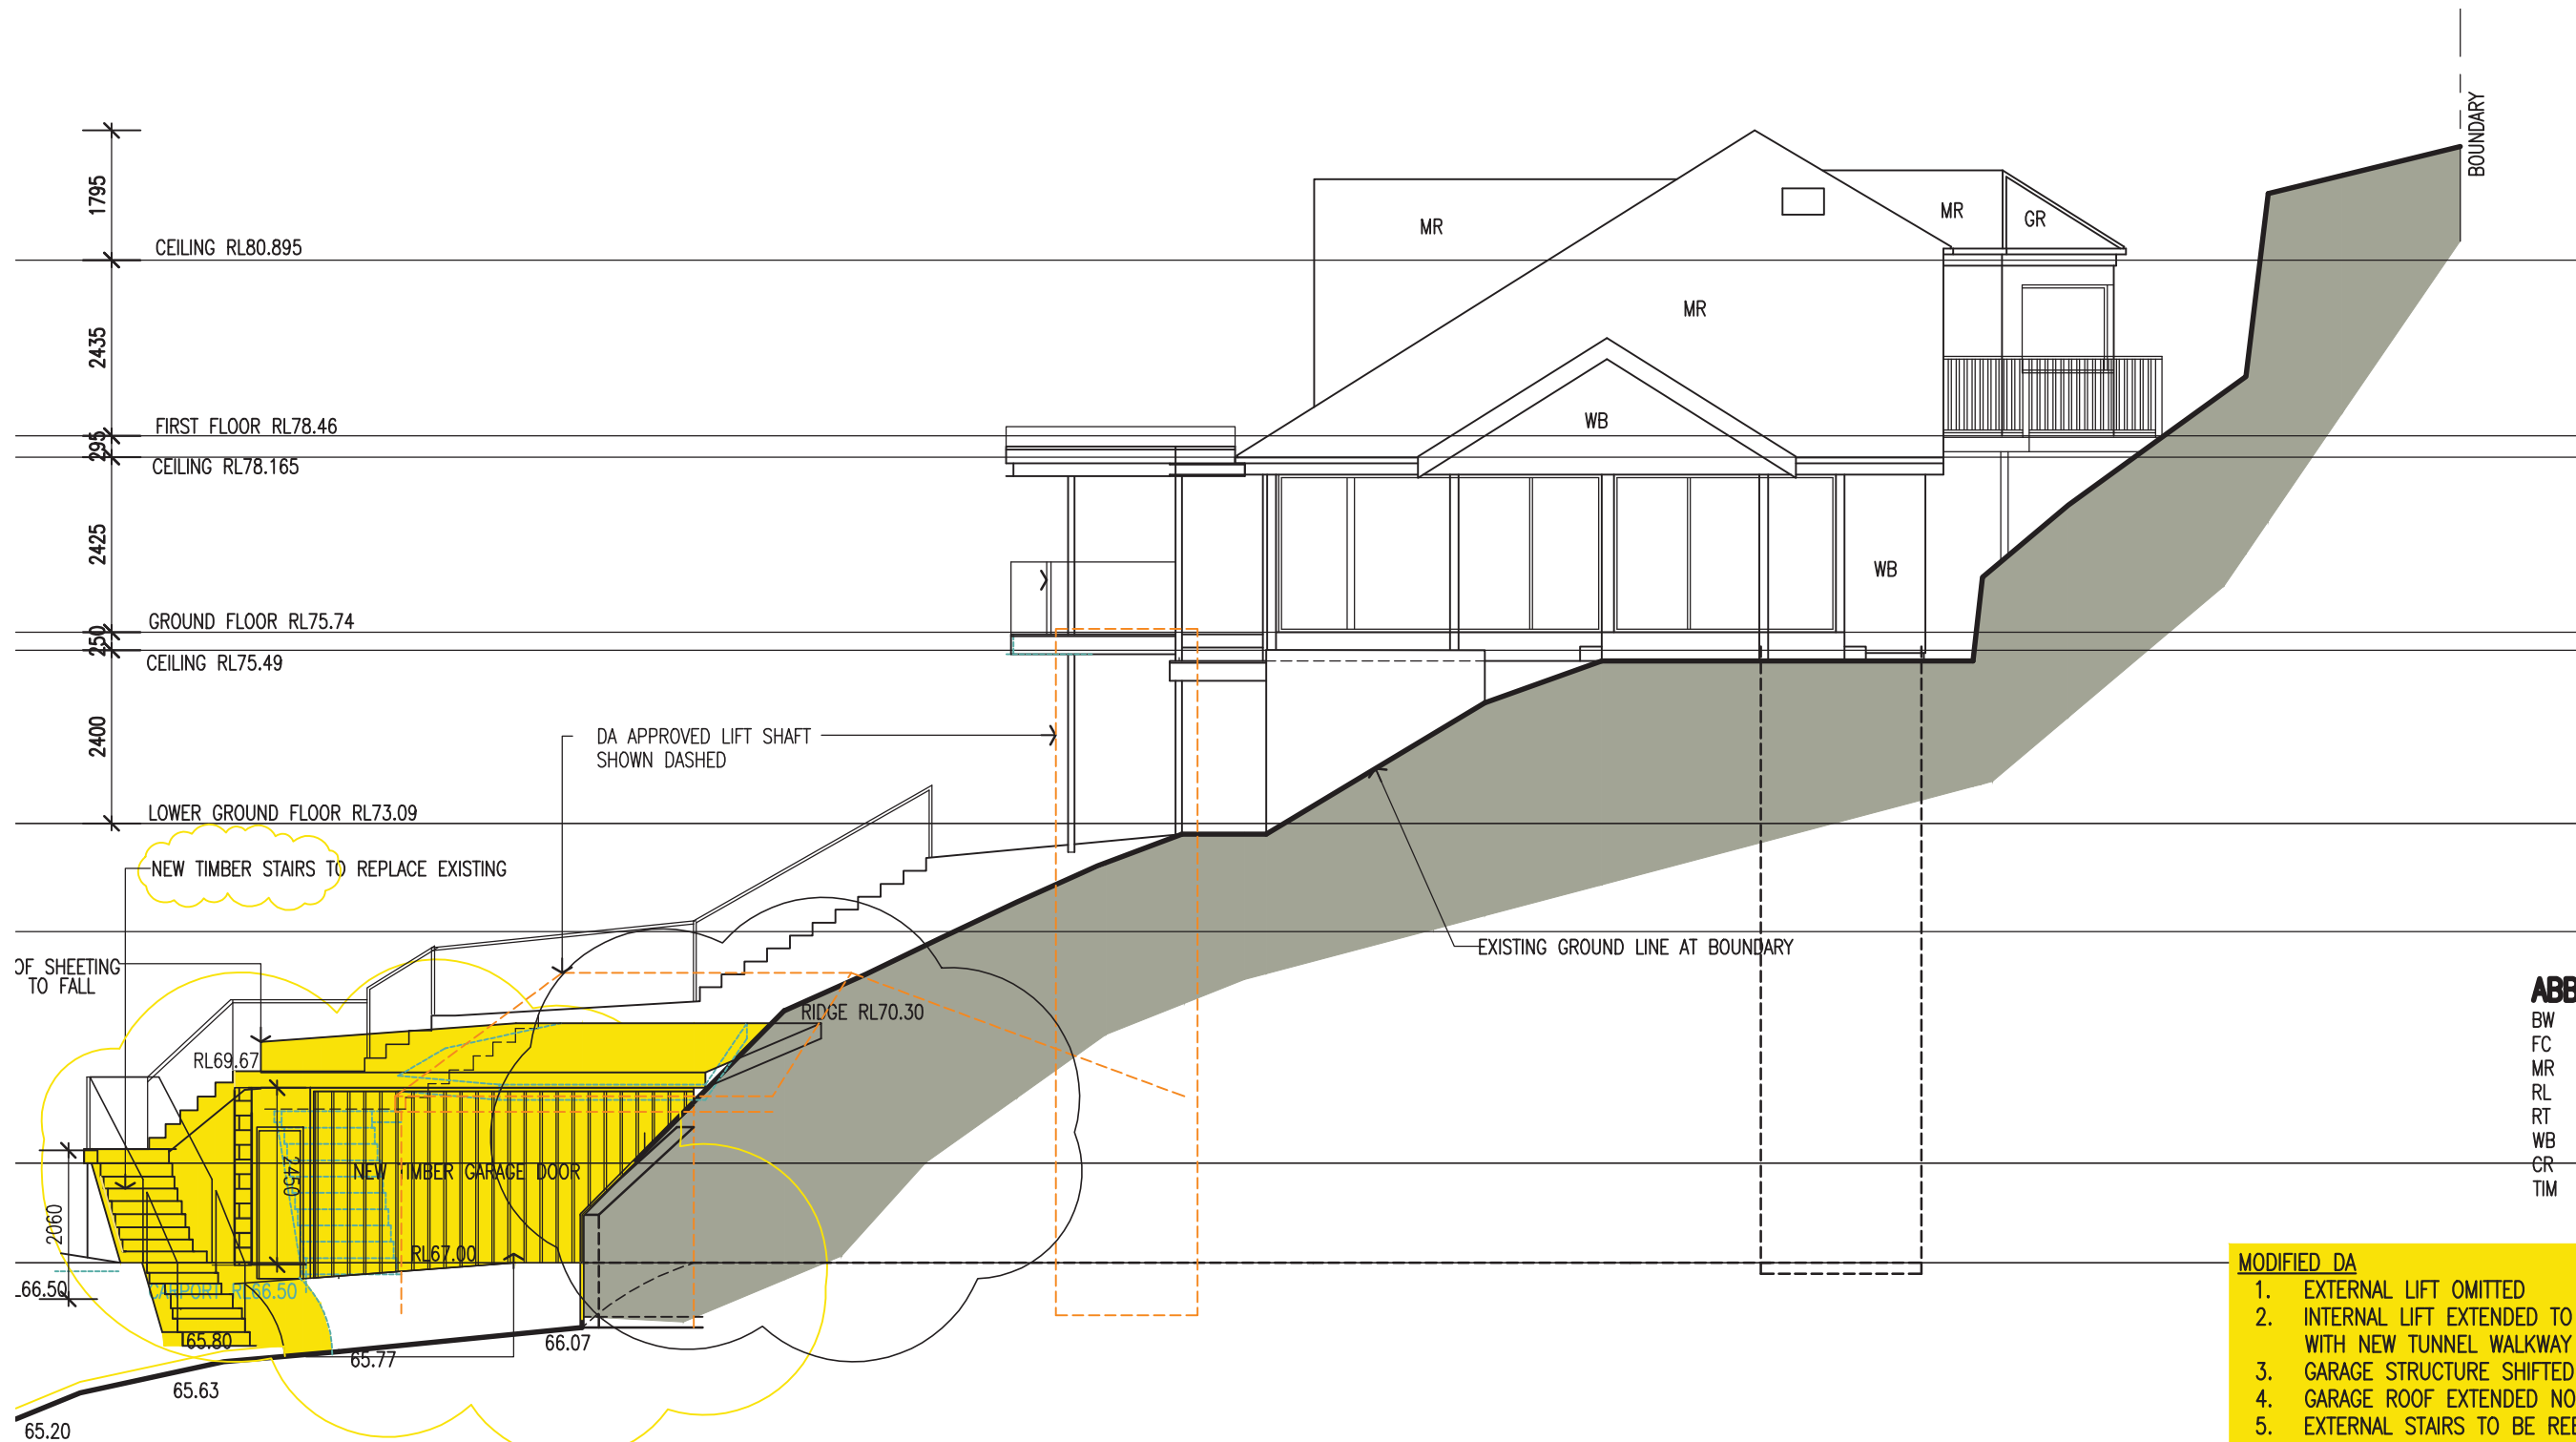 BOUNDARY
1795
CEILING RL80.895
MR
MR
GR
2435
MR
FIRST FLOOR RL78.46
295
CEILING RL78.165
WB
2425
WB
GROUND FLOOR RL75.74
250
CEILING RL75.49
2400
DA APPROVED LIFT SHAFT
SHOWN DASHED
LOWER GROUND FLOOR RL73.09
NEW TIMBER STAIRS TO REPLACE EXISTING
EXISTING GROUND LINE AT BOUNDARY
OF SHEETING
TO FALL
RIDGE RL70.30
RL69.67
ABB
BW
FC
MR
RL
RT
WB
CR
TIM
2450
NEW TIMBER GARAGE DOOR
2060
RL67.00
66.50
CARPORT RL66.50
65.80
65.77
66.07
65.63
65.20
MODIFIED DA
1. EXTERNAL LIFT OMITTED
2. INTERNAL LIFT EXTENDED TO
WITH NEW TUNNEL WALKWAY
3. GARAGE STRUCTURE SHIFTED
4. GARAGE ROOF EXTENDED NO
5. EXTERNAL STAIRS TO BE